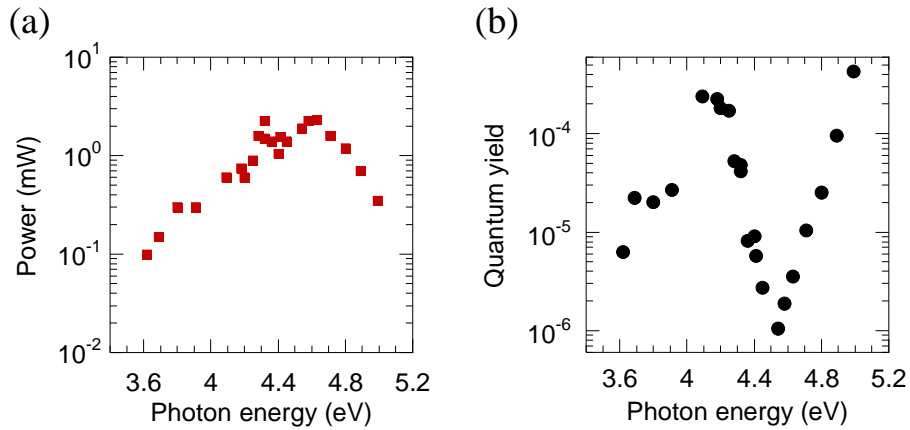 (a)
Power (mW)
10^1
10^0
10^-1
10^-2
3.6 4 4.4 4.8 5.2
Photon energy (eV)
(b)
Quantum yield
10^-4
10^-5
10^-6
3.6 4 4.4 4.8 5.2
Photon energy (eV)